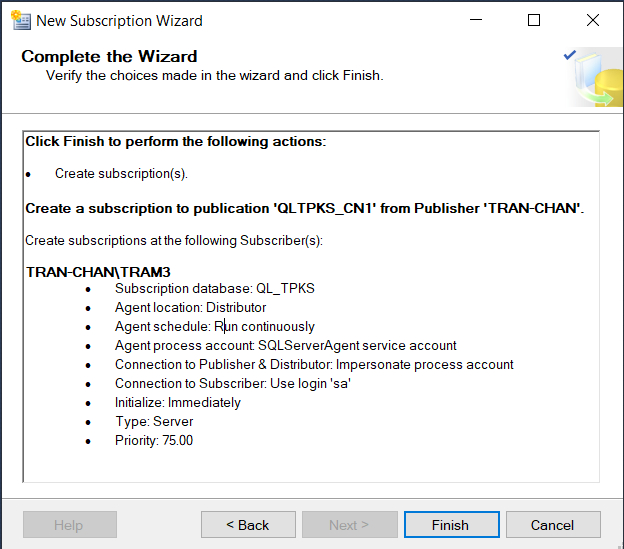 New Subscription Wizard
Complete the Wizard
Verify the choices made in the wizard and click Finish.
Click Finish to perform the following actions:
• Create subscription(s).
Create a subscription to publication 'QLTPKS_CN1' from Publisher 'TRAN-CHAN'.
Create subscriptions at the following Subscriber(s):
TRAN-CHAN\TRAM3
• Subscription database: QL_TPKS
• Agent location: Distributor
• Agent schedule: Run continuously
• Agent process account: SQLServerAgent service account
• Connection to Publisher & Distributor: Impersonate process account
• Connection to Subscriber: Use login 'sa'
• Initialize: Immediately
• Type: Server
• Priority: 75.00
Help < Back Next > Finish Cancel